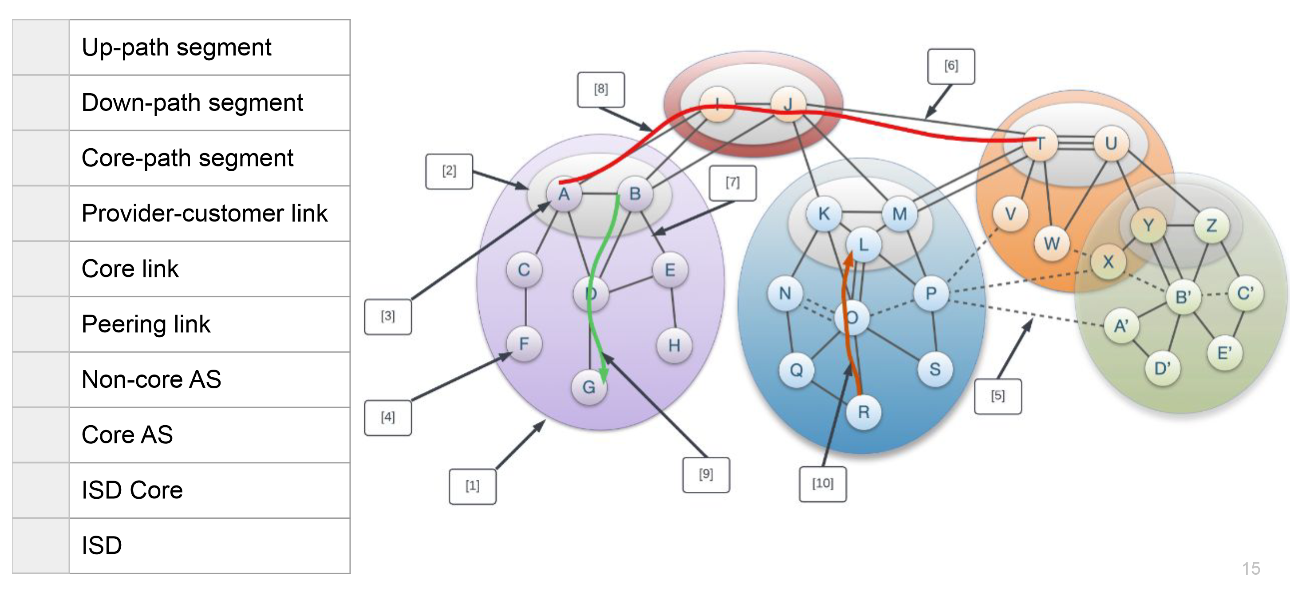 Up-path segment
Down-path segment
Core-path segment
Provider-customer link
Core link
Peering link
Non-core AS
Core AS
ISD Core
ISD
[6]
[8]
I
J
T
U
[2]
[7]
A
B
K
M
L
V
W
Y
Z
X
C
D
E
N
O
P
B'
C'
[3]
F
H
A'
E'
D'
G
Q
S
R
[4]
[5]
[1]
[9]
[10]
15